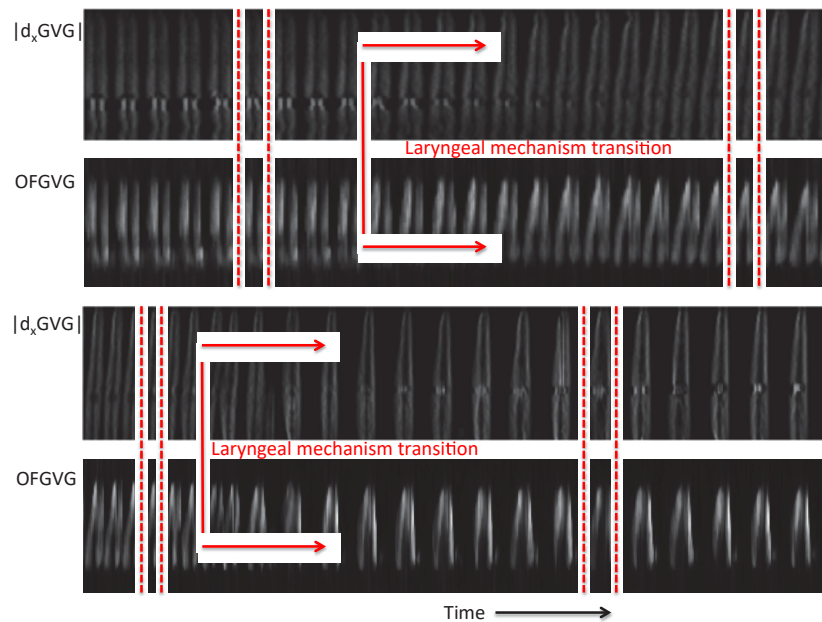 |dₓGVG|
Laryngeal mechanism transition
OFGVG
|dₓGVG|
Laryngeal mechanism transition
OFGVG
Time